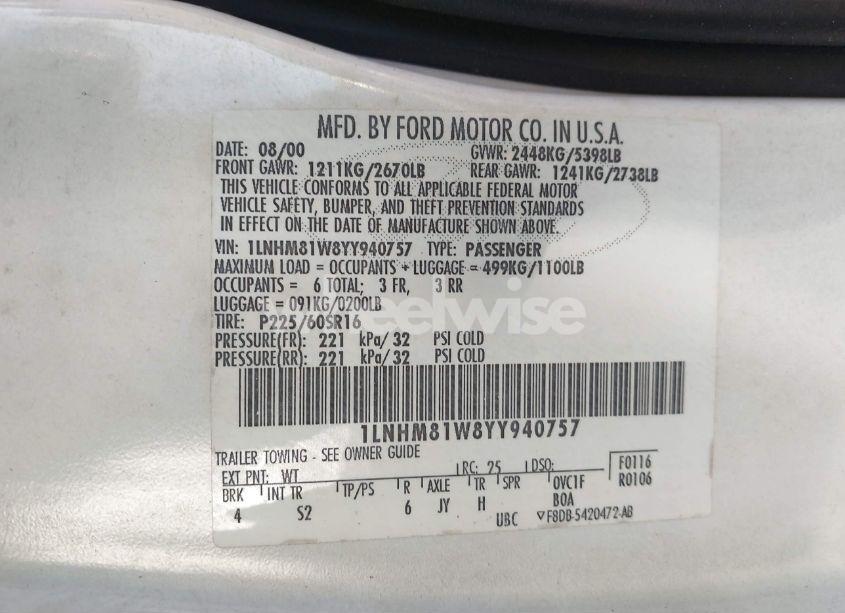 MFD. BY FORD MOTOR CO. IN U.S.A.
DATE: 08/00 GVWR: 2448KG/5398LB
FRONT GAWR: 1211KG/2670LB REAR GAWR: 1241KG/2738LB
THIS VEHICLE CONFORMS TO ALL APPLICABLE FEDERAL MOTOR
VEHICLE SAFETY, BUMPER, AND THEFT PREVENTION STANDARDS
IN EFFECT ON THE DATE OF MANUFACTURE SHOWN ABOVE.
VIN: 1LNHM81W8YY940757 TYPE: PASSENGER
MAXIMUM LOAD = OCCUPANTS + LUGGAGE = 499KG/1100LB
OCCUPANTS = 6 TOTAL; 3 FR, 3 RR
LUGGAGE = 091KG/0200LB
TIRE: P225/60SR16
PRESSURE(FR): 221 kPa/32 PSI COLD
PRESSURE(RR): 221 kPa/32 PSI COLD
wheelwise
1LNHM81W8YY940757
TRAILER TOWING - SEE OWNER GUIDE
EXT PNT: WT RC: 25 DSO: F0116
BRK INT TR TP/PS R AXLE TR SPR OVC1F R0106
4 S2 6 JY H BOA
UBC F8DB-5420472-AB